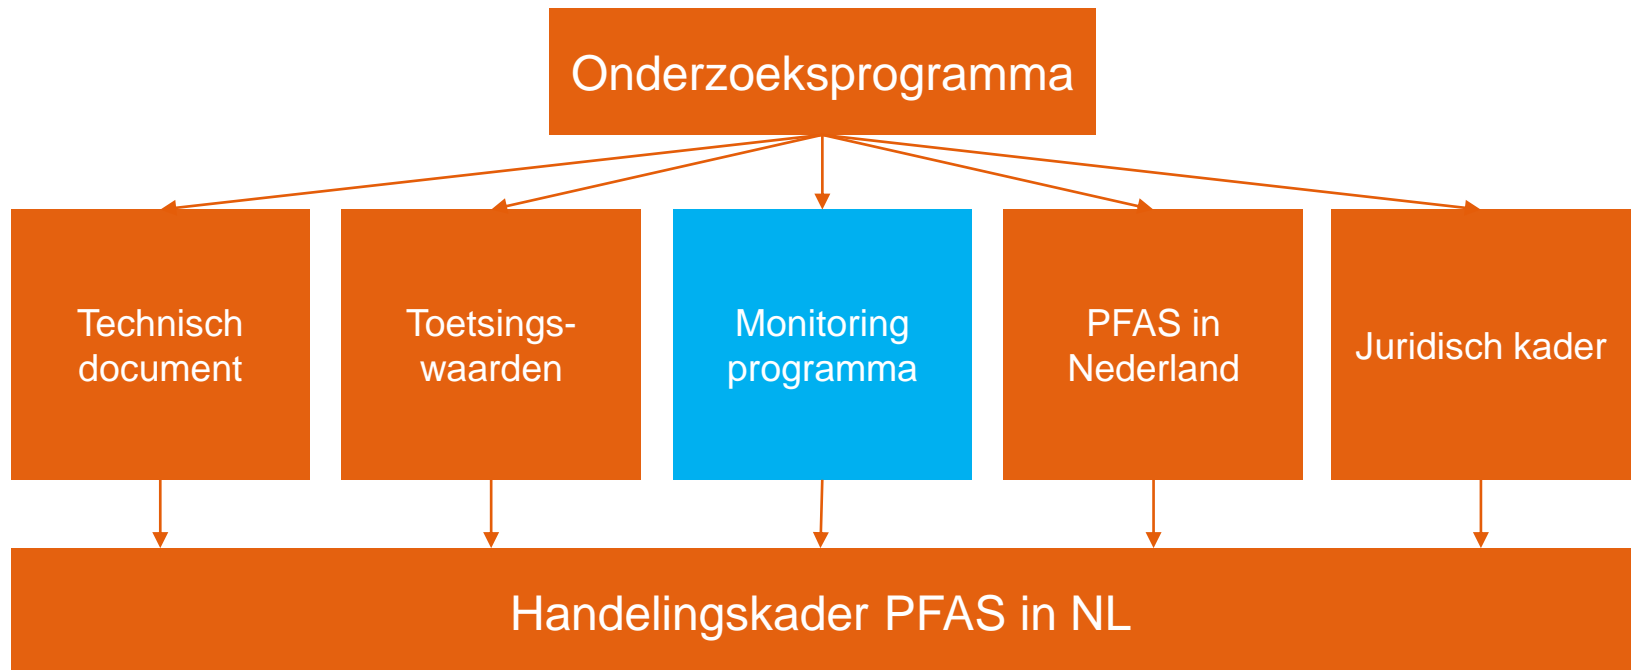 Onderzoeksprogramma
Technisch
document
Toetsings-
waarden
Monitoring
programma
PFAS in
Nederland
Juridisch kader
Handelingskader PFAS in NL